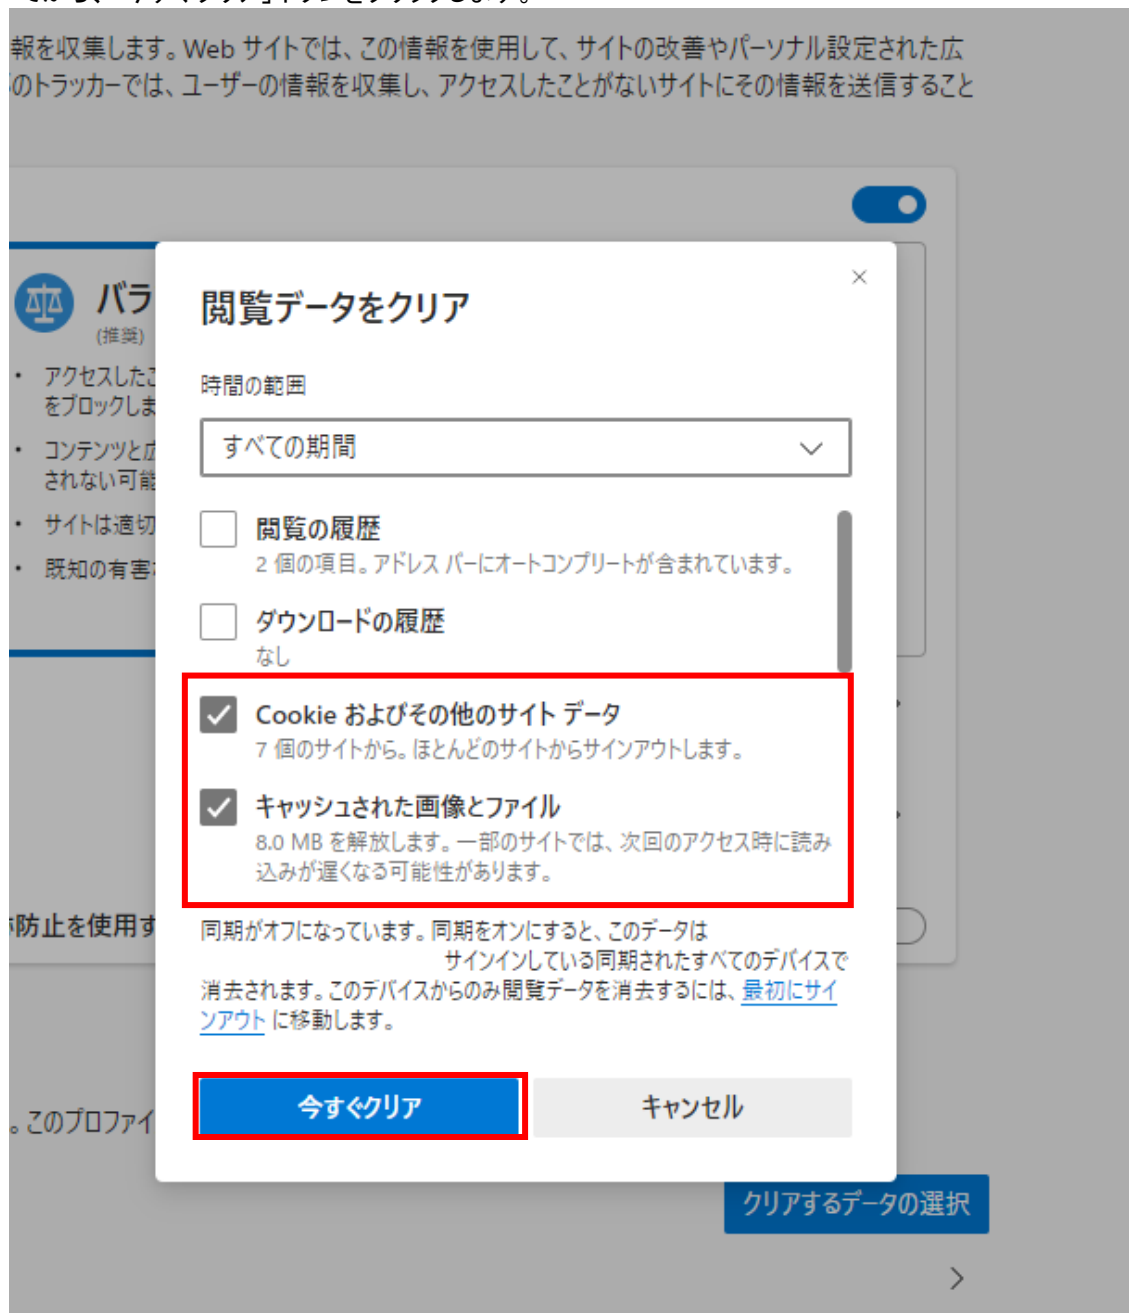 報を収集します。Web サイトでは、この情報を使用して、サイトの改善やパーソナル設定された広
のトラッカーでは、ユーザーの情報を収集し、アクセスしたことがないサイトにその情報を送信すること
バラ
(推奨)
• アクセスしたこ
をブロックしま
• コンテンツと広
されない可能
• サイトは適切
• 既知の有害
閲覧データをクリア
時間の範囲
すべての期間
閲覧の履歴
2 個の項目。アドレス バーにオートコンプリートが含まれています。
ダウンロードの履歴
なし
Cookie およびその他のサイト データ
7 個のサイトから。ほとんどのサイトからサインアウトします。
キャッシュされた画像とファイル
8.0 MB を解放します。一部のサイトでは、次回のアクセス時に読み
込みが遅くなる可能性があります。
防止を使用す
同期がオフになっています。同期をオンにすると、このデータは
サインインしている同期されたすべてのデバイスで
消去されます。このデバイスからのみ閲覧データを消去するには、最初にサイ
ンアウト に移動します。
今すぐクリア
キャンセル
。このプロファイ
クリアするデータの選択